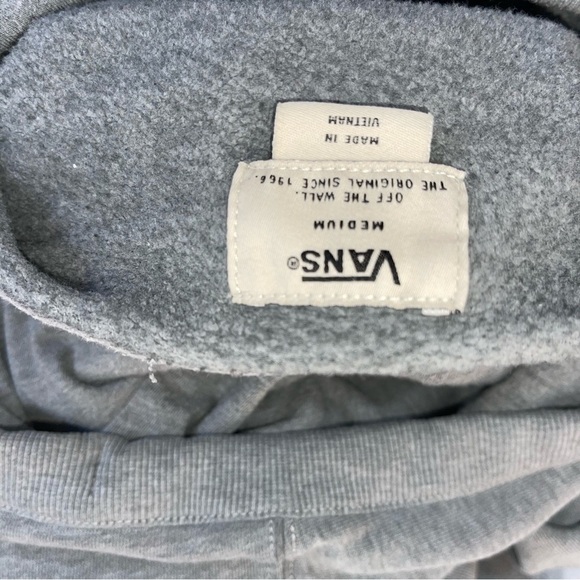 VANS®
MEDIUM
OFF THE WALL.
THE ORIGINAL SINCE 1966.
MADE IN
VIETNAM